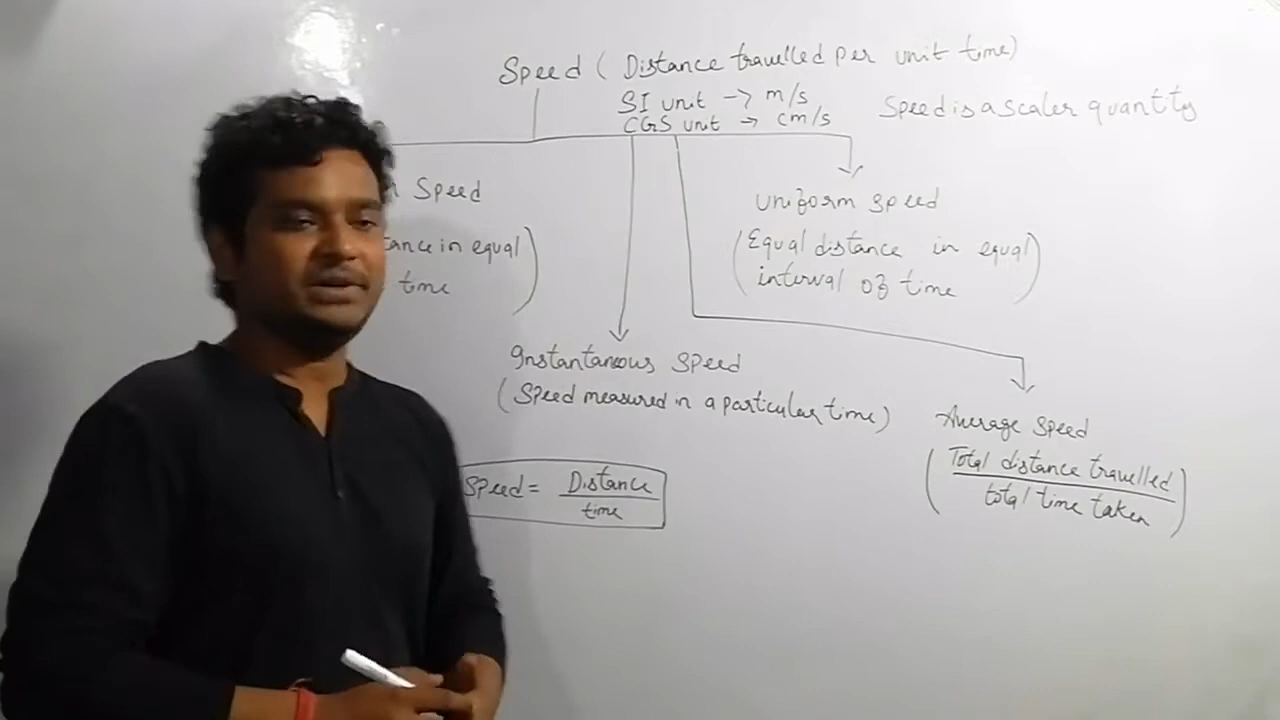 Speed ( Distance travelled per unit time)
SI unit -> m/s
CGS unit -> cm/s
Speed is a scaler quantity
Speed
in equal
time
Uniform speed
(Equal distance in equal
interval of time)
Instantaneous speed
(Speed measured in a particular time)
Average speed
(Total distance travelled
total time taken)
Speed = Distance
time